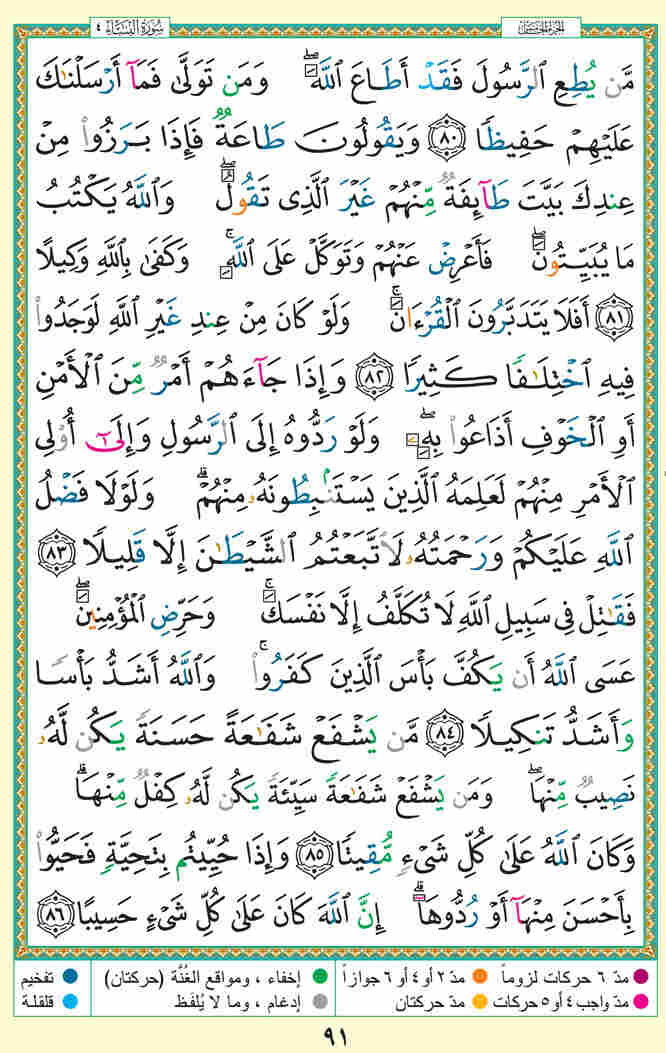 سُورَةُ النِّسَاءِ ٤
الجزء الخامس
مَّن يُطِعِ ٱلرَّسُولَ فَقَدْ أَطَاعَ ٱللَّهَ ۖ وَمَن تَوَلَّىٰ فَمَآ أَرْسَلْنَٰكَ
عَلَيْهِمْ حَفِيظًا ٨٠ وَيَقُولُونَ طَاعَةٌ فَإِذَا بَرَزُوا۟ مِنْ
عِندِكَ بَيَّتَ طَآئِفَةٌ مِّنْهُمْ غَيْرَ ٱلَّذِى تَقُولُ ۖ وَٱللَّهُ يَكْتُبُ
مَا يُبَيِّتُونَ ۖ فَأَعْرِضْ عَنْهُمْ وَتَوَكَّلْ عَلَى ٱللَّهِ ۚ وَكَفَىٰ بِٱللَّهِ وَكِيلًا
٨١ أَفَلَا يَتَدَبَّرُونَ ٱلْقُرْءَانَ ۚ وَلَوْ كَانَ مِنْ عِندِ غَيْرِ ٱللَّهِ لَوَجَدُوا۟
فِيهِ ٱخْتِلَٰفًا كَثِيرًا ٨٢ وَإِذَا جَآءَهُمْ أَمْرٌ مِّنَ ٱلْأَمْنِ
أَوِ ٱلْخَوْفِ أَذَاعُوا۟ بِهِۦ ۖ وَلَوْ رَدُّوهُ إِلَى ٱلرَّسُولِ وَإِلَىٰٓ أُو۟لِى
ٱلْأَمْرِ مِنْهُمْ لَعَلِمَهُ ٱلَّذِينَ يَسْتَنۢبِطُونَهُۥ مِنْهُمْ ۗ وَلَوْلَا فَضْلُ
ٱللَّهِ عَلَيْكُمْ وَرَحْمَتُهُۥ لَٱتَّبَعْتُمُ ٱلشَّيْطَٰنَ إِلَّا قَلِيلًا ٨٣
فَقَٰتِلْ فِى سَبِيلِ ٱللَّهِ لَا تُكَلَّفُ إِلَّا نَفْسَكَ ۚ وَحَرِّضِ ٱلْمُؤْمِنِينَ ۖ
عَسَى ٱللَّهُ أَن يَكُفَّ بَأْسَ ٱلَّذِينَ كَفَرُوا۟ ۚ وَٱللَّهُ أَشَدُّ بَأْسًا
وَأَشَدُّ تَنكِيلًا ٨٤ مَّن يَشْفَعْ شَفَٰعَةً حَسَنَةً يَكُن لَّهُۥ
نَصِيبٌ مِّنْهَا ۖ وَمَن يَشْفَعْ شَفَٰعَةً سَيِّئَةً يَكُن لَّهُۥ كِفْلٌ مِّنْهَا ۗ
وَكَانَ ٱللَّهُ عَلَىٰ كُلِّ شَىْءٍ مُّقِيتًا ٨٥ وَإِذَا حُيِّيتُم بِتَحِيَّةٍ فَحَيُّوا۟
بِأَحْسَنَ مِنْهَآ أَوْ رُدُّوهَآ ۗ إِنَّ ٱللَّهَ كَانَ عَلَىٰ كُلِّ شَىْءٍ حَسِيبًا ٨٦
مدّ ٦ حركات لزوماً مدّ ٢ أو ٤ أو ٦ جوازاً إخفاء ، ومواقع الغُنَّة (حركتان) تفخيم
مدّ واجب ٤ أو ٥ حركات مدّ حركتان إدغام ، وما لا يُلفَظ قلقلة
٩١